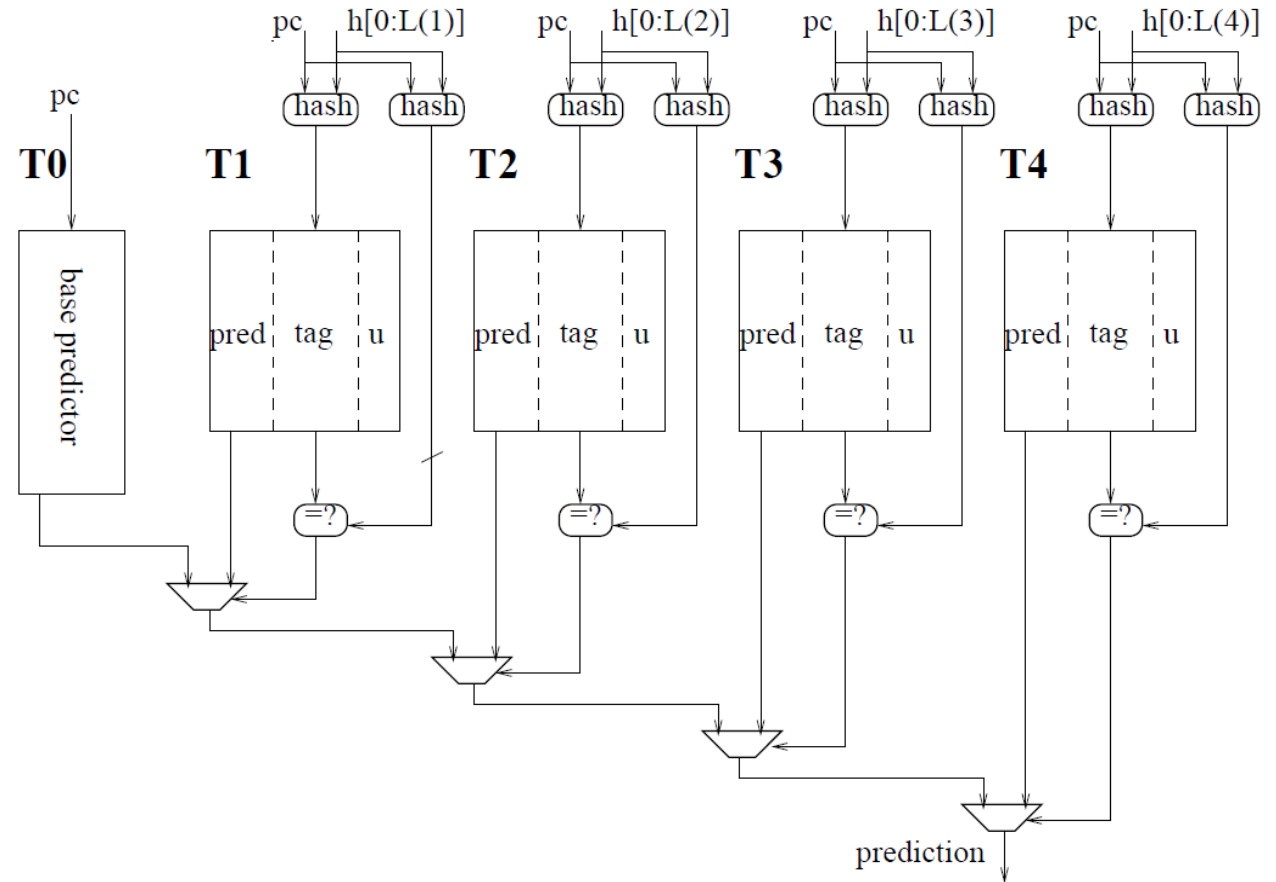 pc h[0:L(1)] pc h[0:L(2)] pc h[0:L(3)] pc h[0:L(4)]
pc
hash hash hash hash hash hash hash hash
T0 T1 T2 T3 T4
base predictor
pred tag u pred tag u pred tag u pred tag u
=? =? =? =?
prediction